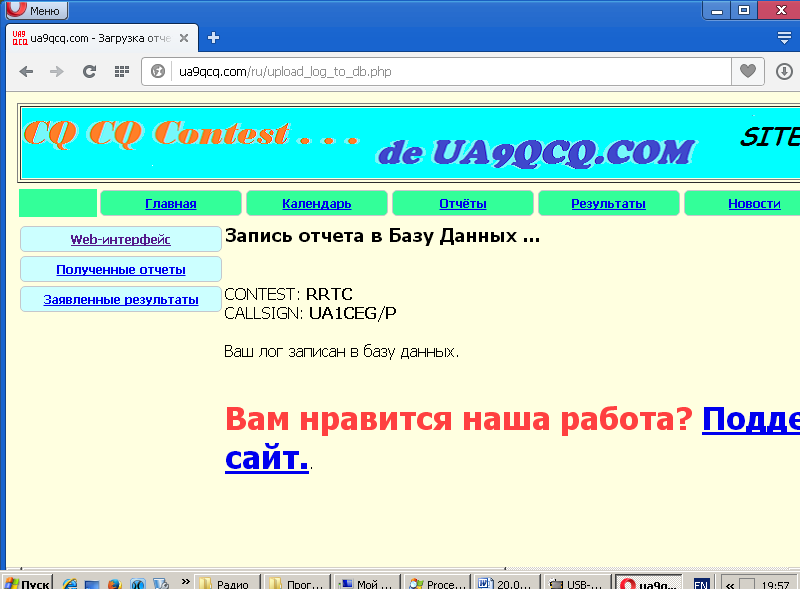 Меню
ua9qcq.com - Загрузка отче
ua9qcq.com/ru/upload_log_to_db.php
CQ CQ Contest . . .
de UA9QCQ.COM
SITE
Главная
Календарь
Отчёты
Результаты
Новости
Web-интерфейс
Полученные отчеты
Заявленные результаты
Запись отчета в Базу Данных ...
CONTEST: RRTC
CALLSIGN: UA1CEG/P
Ваш лог записан в базу данных.
Вам нравится наша работа? Подде
сайт..
Пуск
»
Радио
Прог...
Мой ...
Proce...
20.0...
USB-...
ua9q...
EN
«
19:57